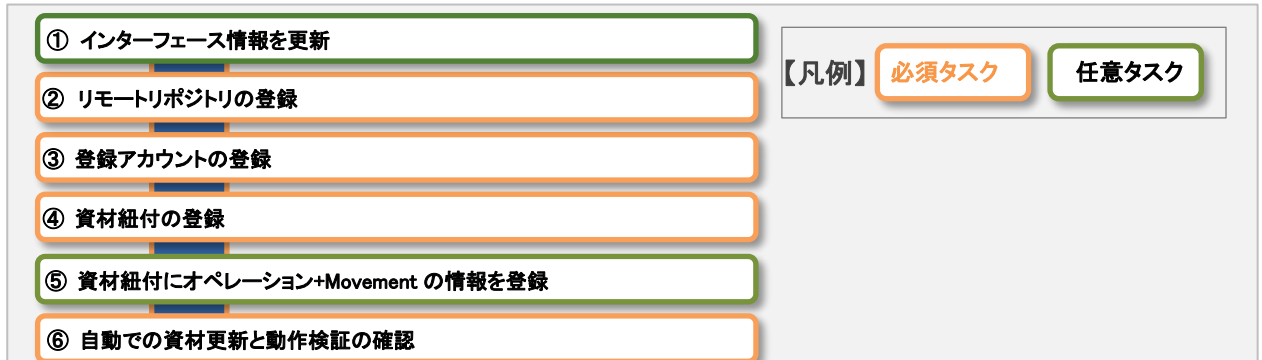 ① インターフェース情報を更新
② リモートリポジトリの登録
③ 登録アカウントの登録
④ 資材紐付の登録
⑤ 資材紐付にオペレーション+Movement の情報を登録
⑥ 自動での資材更新と動作検証の確認
【凡例】 必須タスク 任意タスク